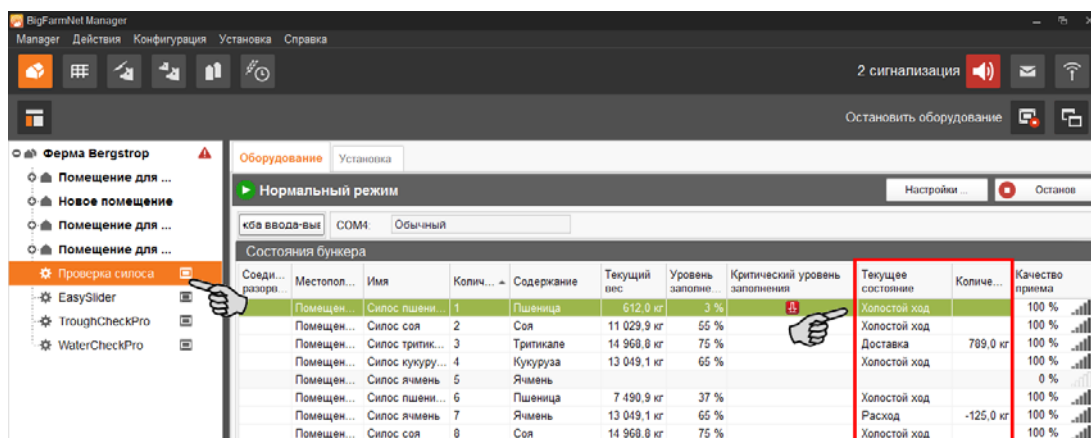 BigFarmNet Manager
Manager Действия Конфигурация Установка Справка
2 сигнализация
Остановить оборудование
Ферма Bergstrop
Помещение для ...
Новое помещение
Помещение для ...
Помещение для ...
Проверка силоса
EasySlider
TroughCheckPro
WaterCheckPro
Оборудование Установка
Нормальный режим Настройки ... Останов
жба ввода-выв COM4: Обычный
Состояния бункера
Соеди... разорв... Местопол... Имя Колич... Содержание Текущий вес Уровень заполне... Критический уровень заполнения Текущее состояние Количе... Качество приема
Помещен... Силос пшени... 1 Пшеница 612,0 кг 3 % Холостой ход 100 %
Помещен... Силос соя 2 Соя 11 029,9 кг 55 % Холостой ход 100 %
Помещен... Силос тритик... 3 Тритикале 14 968,8 кг 75 % Доставка 789,0 кг 100 %
Помещен... Силос кукуру... 4 Кукуруза 13 049,1 кг 65 % Холостой ход 100 %
Помещен... Силос ячмень 5 Ячмень 0 %
Помещен... Силос пшени... 6 Пшеница 7 490,9 кг 37 % Холостой ход 100 %
Помещен... Силос ячмень 7 Ячмень 13 049,1 кг 65 % Расход -125,0 кг 100 %
Помещен... Силос соя 8 Соя 14 968,8 кг 75 % Холостой ход 100 %